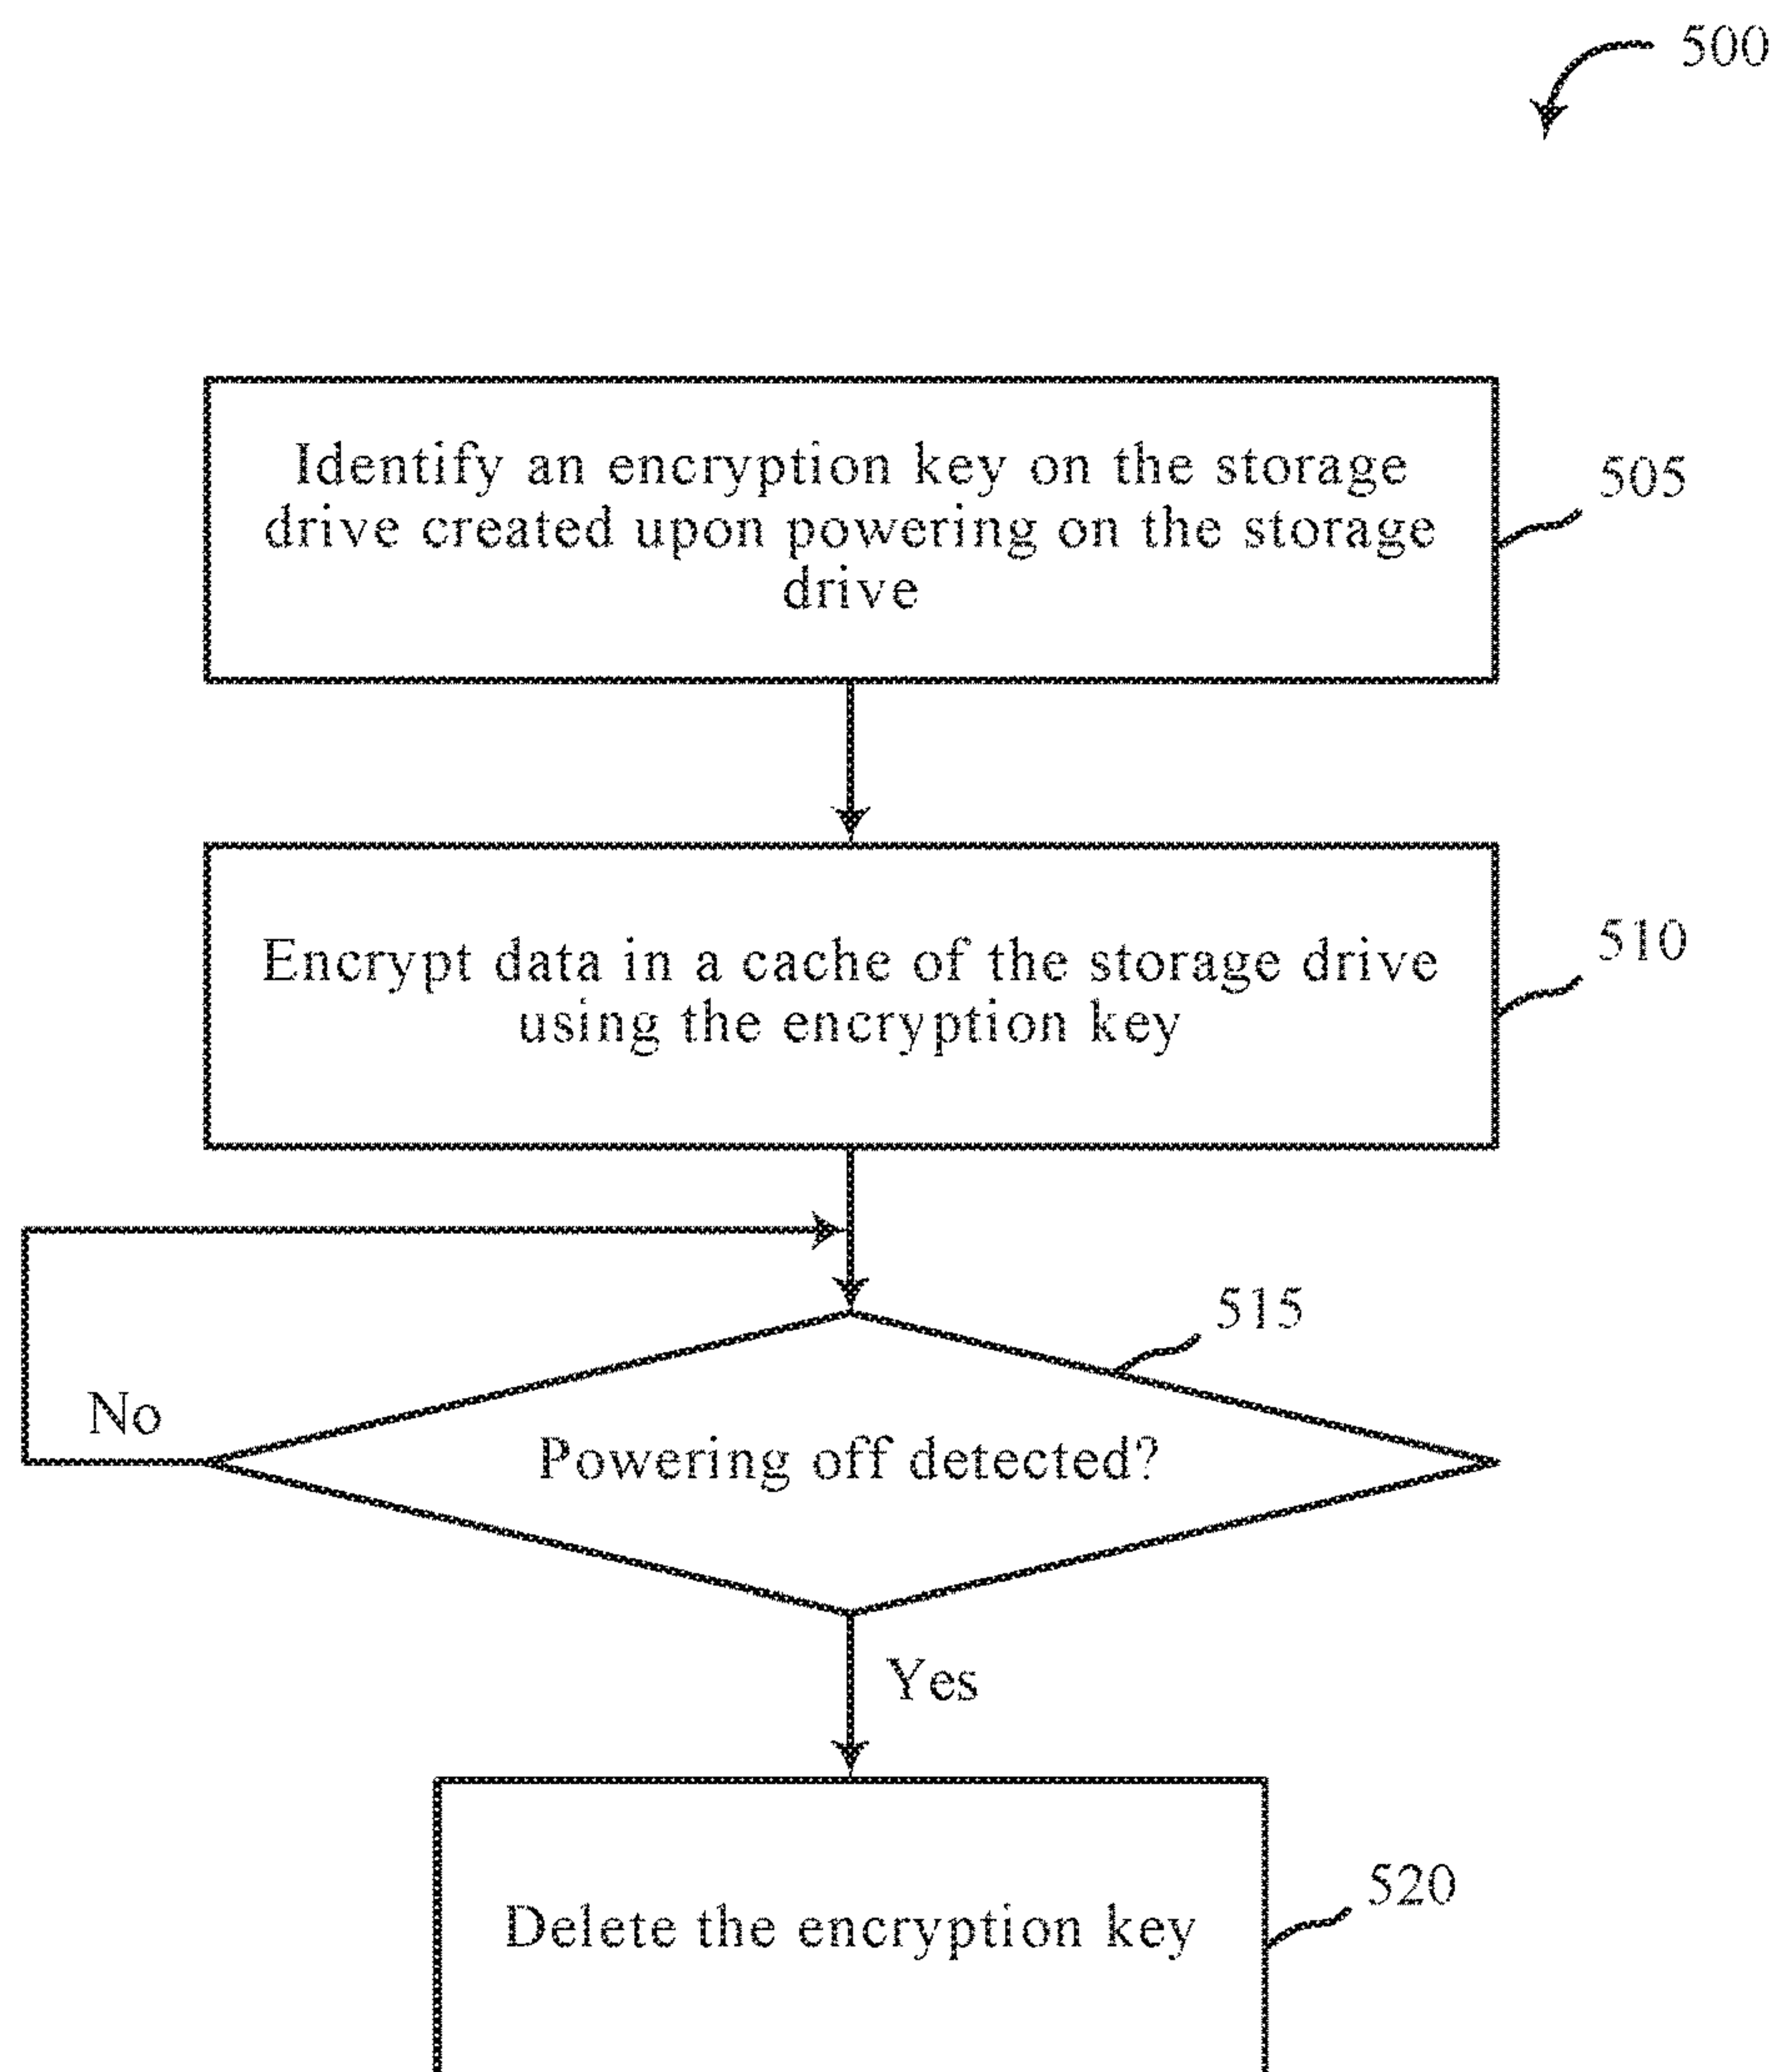 500
Identify an encryption key on the storage
drive created upon powering on the storage
drive
505
Encrypt data in a cache of the storage drive
using the encryption key
510
515
No
Powering off detected?
Yes
520
Delete the encryption key